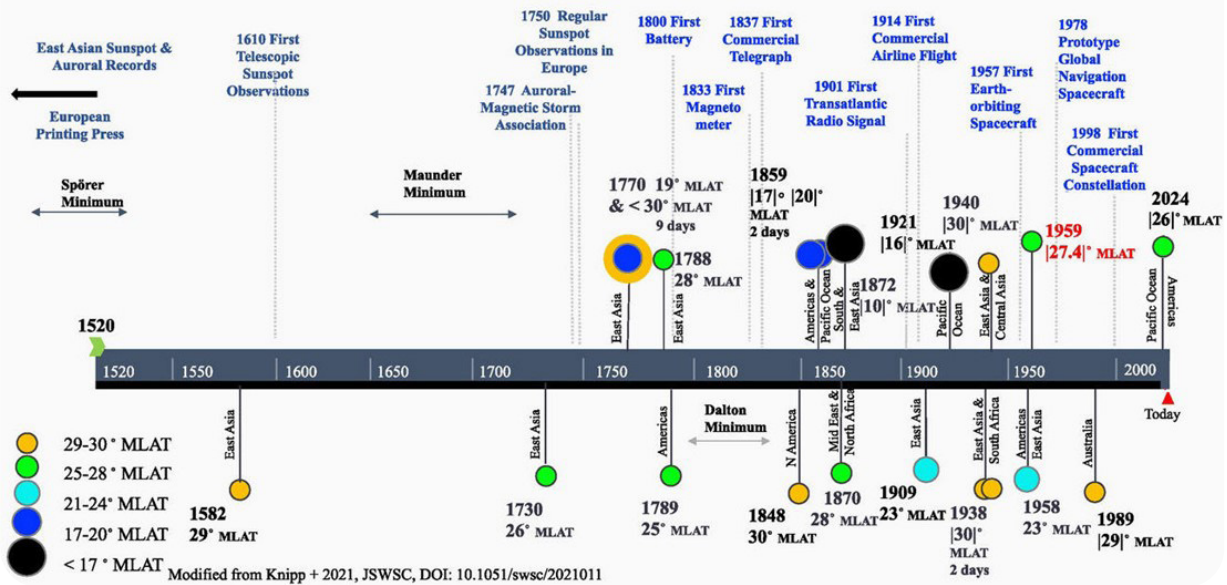 East Asian Sunspot &
Auroral Records
European
Printing Press
1610 First
Telescopic
Sunspot
Observations
1750 Regular
Sunspot
Observations in
Europe
1747 Auroral-
Magnetic Storm
Association
1800 First
Battery
1833 First
Magneto
meter
1837 First
Commercial
Telegraph
1901 First
Transatlantic
Radio Signal
1914 First
Commercial
Airline Flight
1957 First
Earth-
orbiting
Spacecraft
1978
Prototype
Global
Navigation
Spacecraft
1998 First
Commercial
Spacecraft
Constellation
Spörer
Minimum
Maunder
Minimum
1770 19° MLAT
& < 30° MLAT
9 days
East Asia
1788
28° MLAT
East Asia
1859
|17|° |20|°
MLAT
2 days
Americas &
Pacific Ocean
1872
|10|° MLAT
South &
East Asia
1921
|16|° MLAT
Pacific
Ocean
1940
|30|° MLAT
East Asia &
Central Asia
1959
|27.4|° MLAT
2024
|26|° MLAT
Pacific Ocean
Americas
1520
1520 1550 1600 1650 1700 1750 1800 1850 1900 1950 2000
Today
East Asia
1582
29° MLAT
East Asia
1730
26° MLAT
Americas
1789
25° MLAT
Dalton
Minimum
N America
1848
30° MLAT
Mid East &
North Africa
1870
28° MLAT
East Asia
1909
23° MLAT
East Asia &
South Africa
1938
|30|°
MLAT
2 days
Americas
East Asia
1958
23° MLAT
Australia
1989
|29|° MLAT
29-30° MLAT
25-28° MLAT
21-24° MLAT
17-20° MLAT
< 17° MLAT
Modified from Knipp + 2021, JSWSC, DOI: 10.1051/swsc/2021011